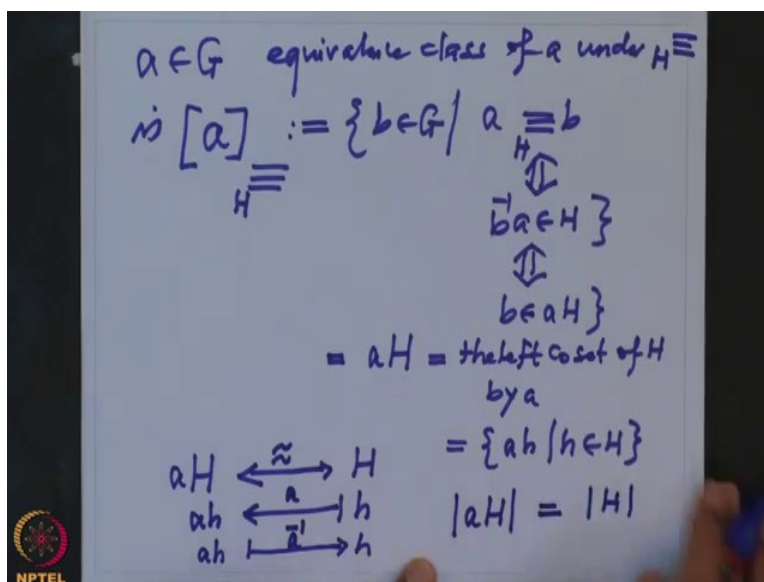 a ∈ G equivalence class of a under H≡
is [a]H≡ := {b∈G | a H≡ b
⇕
b⁻¹a ∈ H }
⇕
b ∈ aH }
= aH = the left coset of H
by a
= {ah | h ∈ H}
aH ⟷≈ H
ah ⟵a| h
ah |⟶a⁻¹ h
|aH| = |H|
NPTEL